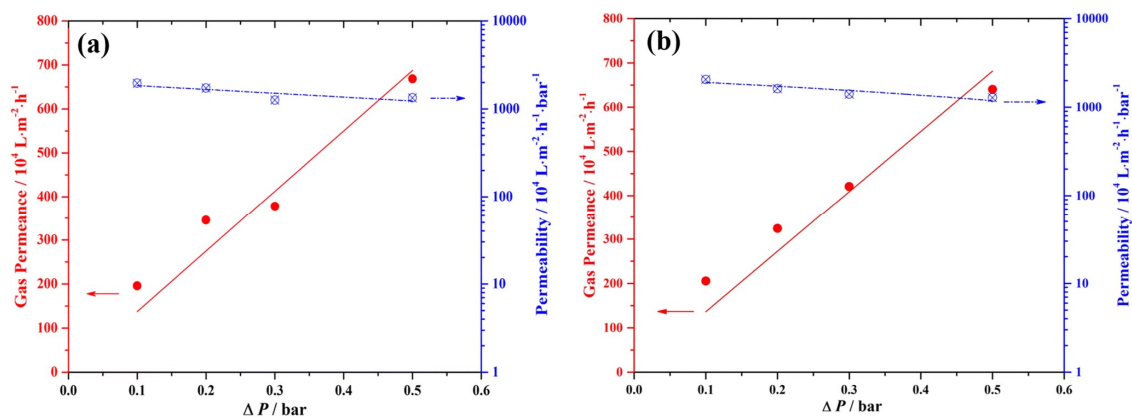 (a)
800
700
600
500
400
300
200
100
0
Gas Permeance / 10⁴ L·m⁻²·h⁻¹
10000
1000
100
10
1
Permeability / 10⁴ L·m⁻²·h⁻¹·bar⁻¹
0.0 0.1 0.2 0.3 0.4 0.5 0.6
Δ P / bar
(b)
800
700
600
500
400
300
200
100
0
Gas Permeance / 10⁴ L·m⁻²·h⁻¹
10000
1000
100
10
1
Permeability / 10⁴ L·m⁻²·h⁻¹·bar⁻¹
0.0 0.1 0.2 0.3 0.4 0.5 0.6
Δ P / bar